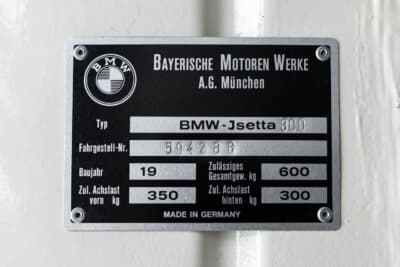 BMW
BAYERISCHE MOTOREN WERKE
A.G. München
Typ BMW-Jsetta 300
Fahrgestell-Nr. 594288
Baujahr 19 Zulässiges Gesamtgew. kg 600
Zul. Achslast vorn kg 350 Zul. Achslast hinten kg 300
MADE IN GERMANY